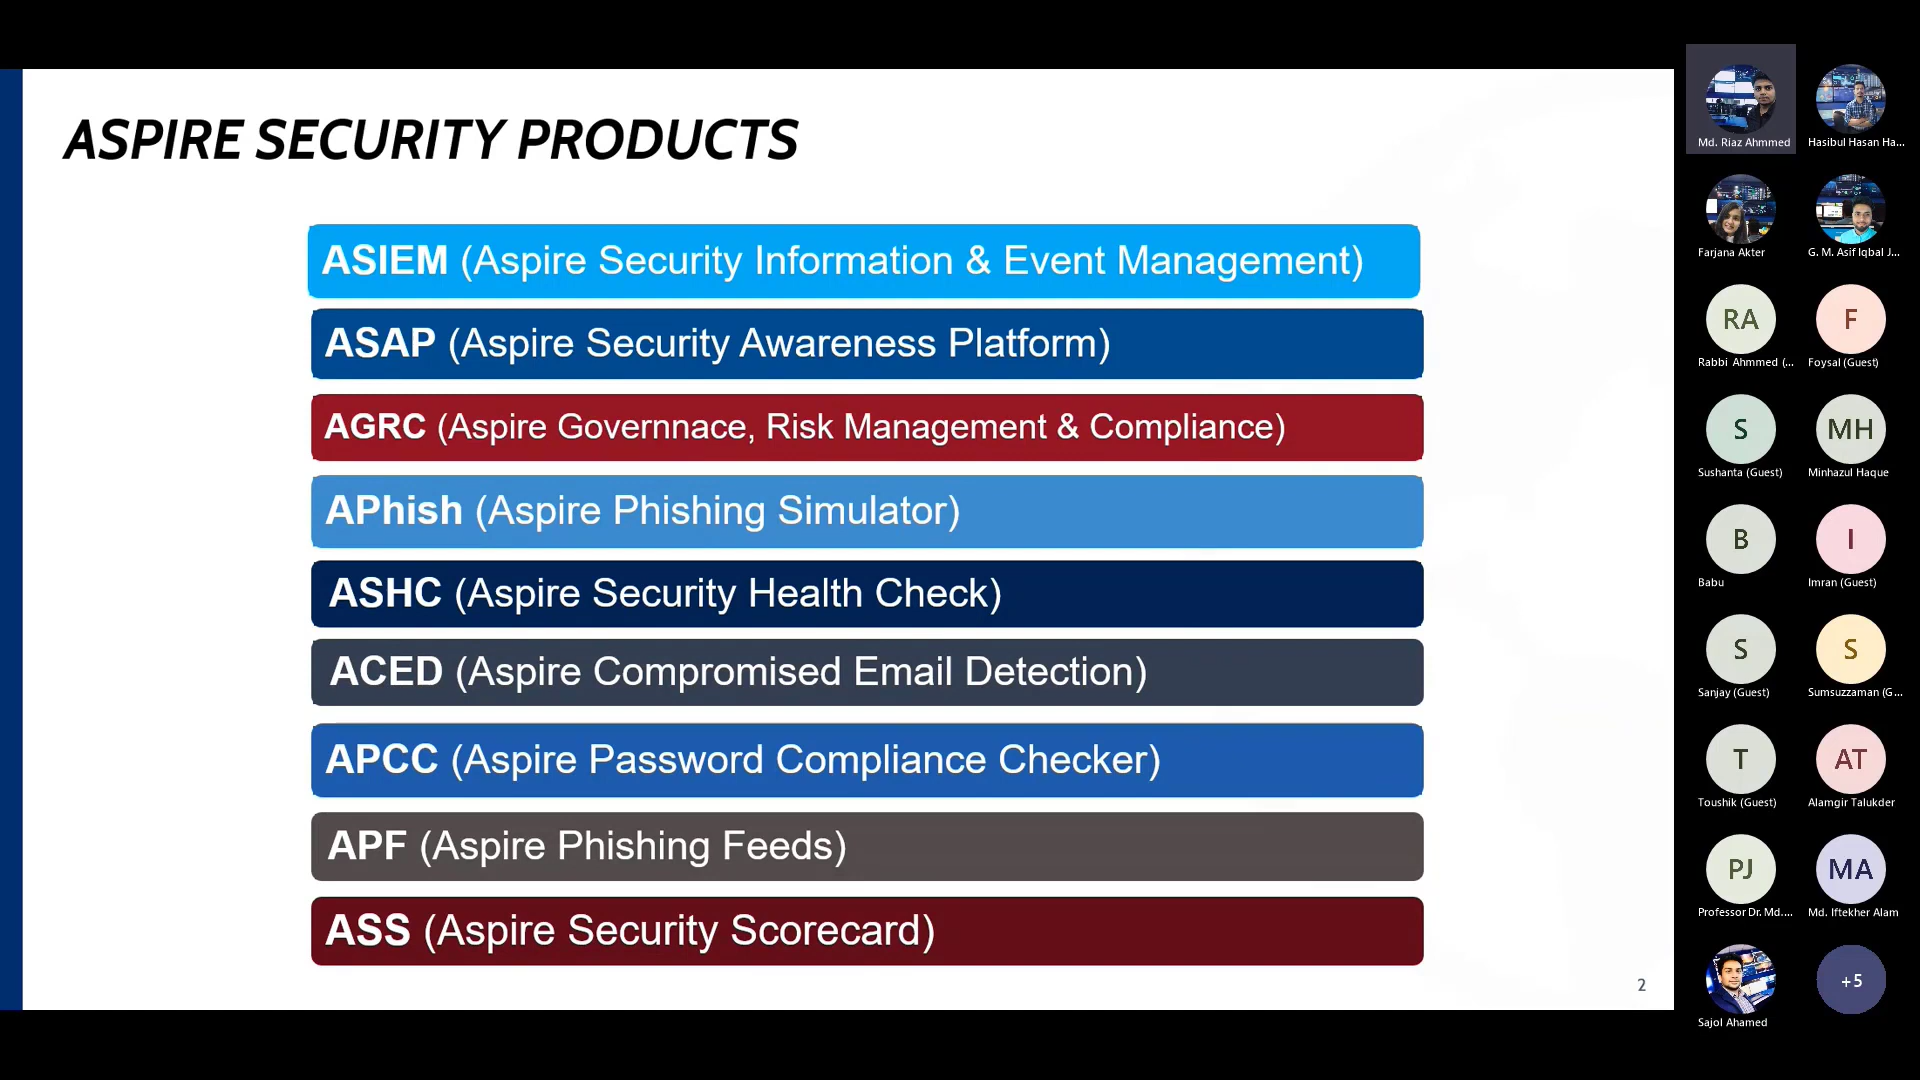 ASPIRE SECURITY PRODUCTS
ASIEM (Aspire Security Information & Event Management)
ASAP (Aspire Security Awareness Platform)
AGRC (Aspire Governnace, Risk Management & Compliance)
APhish (Aspire Phishing Simulator)
ASHC (Aspire Security Health Check)
ACED (Aspire Compromised Email Detection)
APCC (Aspire Password Compliance Checker)
APF (Aspire Phishing Feeds)
ASS (Aspire Security Scorecard)
2
Md. Riaz Ahmmed
Hasibul Hasan Ha...
Farjana Akter
G. M. Asif Iqbal J...
RA
F
Rabbi Ahmmed (...
Foysal (Guest)
S
MH
Sushanta (Guest)
Minhazul Haque
B
I
Babu
Imran (Guest)
S
S
Sanjay (Guest)
Sumsuzzaman (G...
T
AT
Toushik (Guest)
Alamgir Talukder
PJ
MA
Professor Dr. Md....
Md. Iftekher Alam
+5
Sajol Ahamed